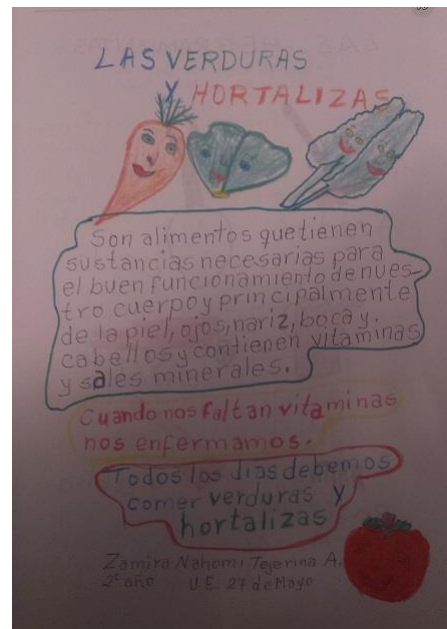 LAS VERDURAS
Y HORTALIZAS
Son alimentos que tienen
sustancias necesarias para
el buen funcionamiento de nues-
tro cuerpo y principalmente
de la piel, ojos, nariz, boca y.
cabellos y contienen vitaminas
y sales minerales.
Cuando nos faltan vitaminas
nos enfermamos.
Todos los dias debemos
comer verduras y
hortalizas
Zamira Nahomi Tejerina A.
2º año U.E. 27 de Mayo